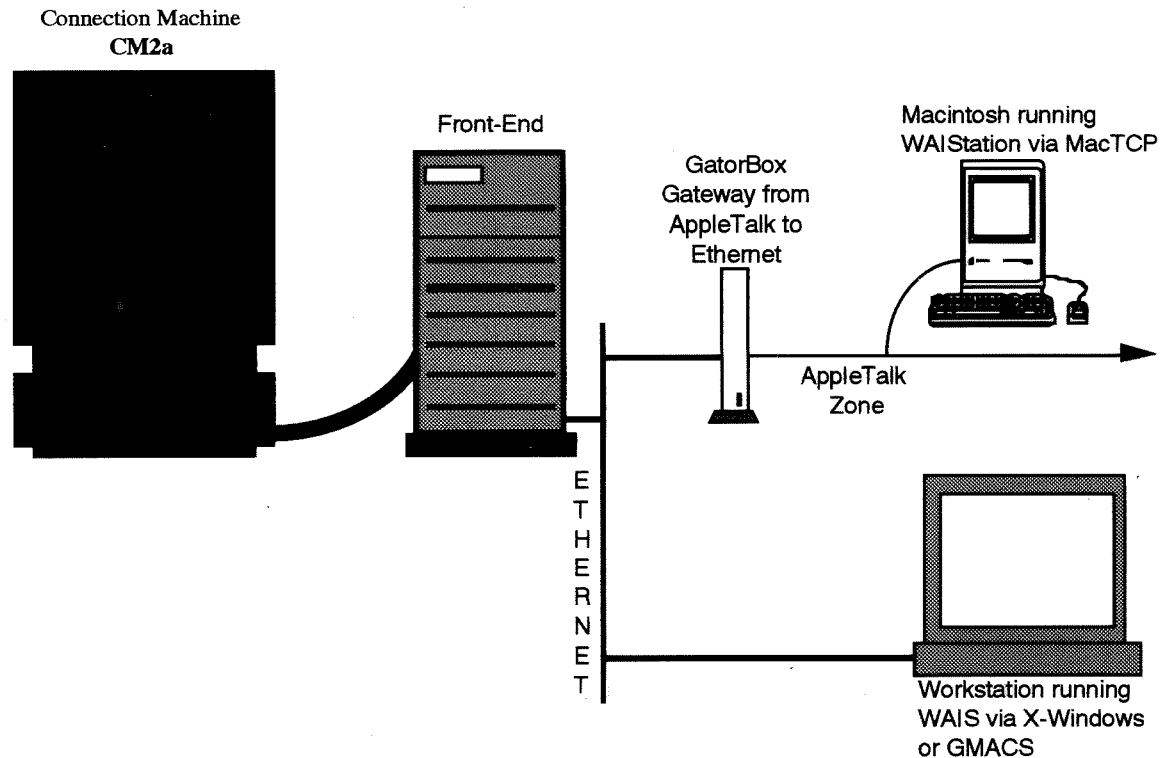 Connection Machine
CM2a
Front-End
GatorBox
Gateway from
AppleTalk to
Ethernet
Macintosh running
WAIStation via MacTCP
AppleTalk
Zone
ETHERNET
Workstation running
WAIS via X-Windows
or GMACS